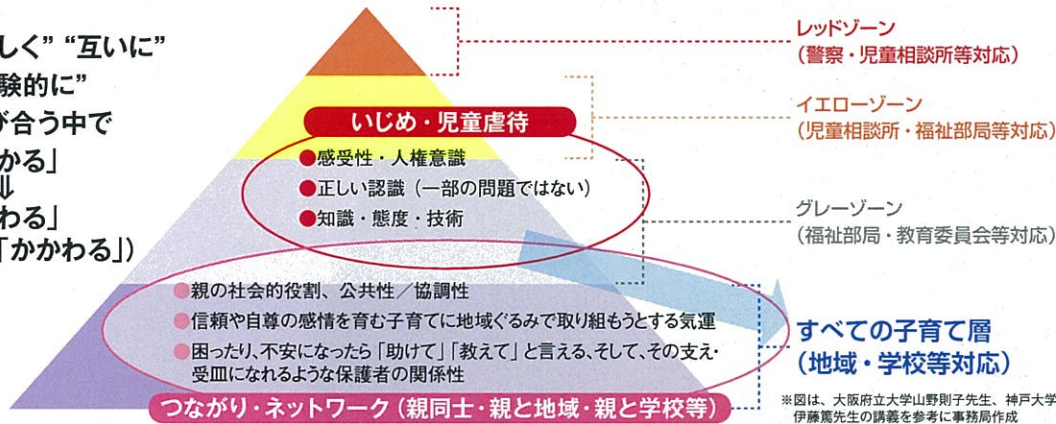 しく” “互いに”
験的に”
び合う中で
かる」
⇓
わる」
「かかわる」）
レッドゾーン
（警察・児童相談所等対応）
イエローゾーン
（児童相談所・福祉部局等対応）
いじめ・児童虐待
●感受性・人権意識
●正しい認識（一部の問題ではない）
●知識・態度・技術
グレーゾーン
（福祉部局・教育委員会等対応）
●親の社会的役割、公共性／協調性
●信頼や自尊の感情を育む子育てに地域ぐるみで取り組もうとする気運
●困ったり、不安になったら「助けて」「教えて」と言える、そして、その支え・
受皿になれるような保護者の関係性
つながり・ネットワーク（親同士・親と地域・親と学校等）
すべての子育て層
（地域・学校等対応）
※図は、大阪府立大学山野則子先生、神戸大学
伊藤篤先生の講義を参考に事務局作成